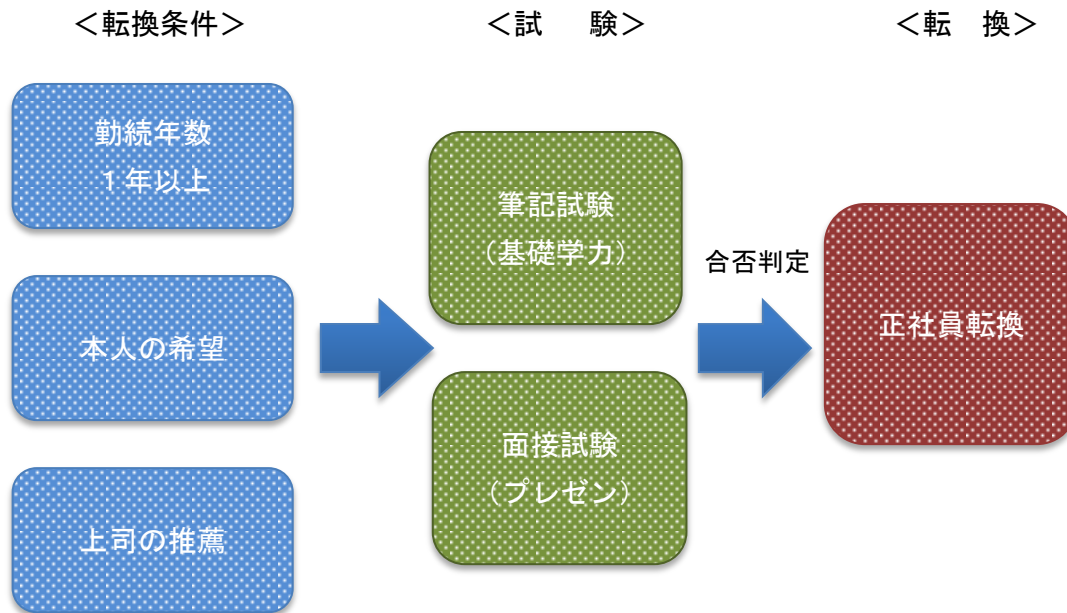 ＜転換条件＞
勤続年数
１年以上
本人の希望
上司の推薦
＜試　　験＞
筆記試験
（基礎学力）
面接試験
（プレゼン）
合否判定
＜転　換＞
正社員転換